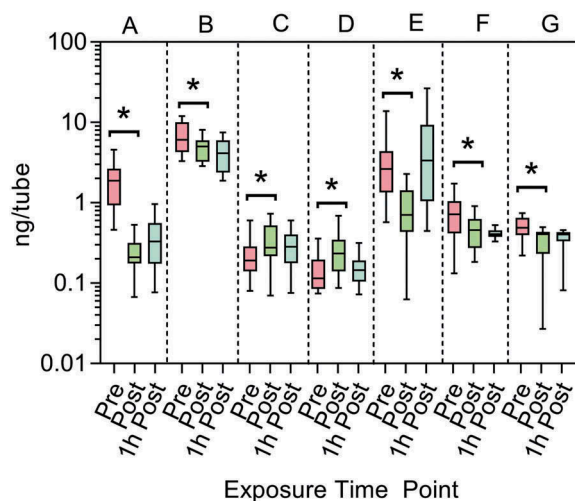 A B C D E F G
100
10
1
0.1
0.01
ng/tube
* * * * * * *
Pre Post 1h Post Pre Post 1h Post Pre Post 1h Post Pre Post 1h Post Pre Post 1h Post Pre Post 1h Post Pre Post 1h Post
Exposure Time Point